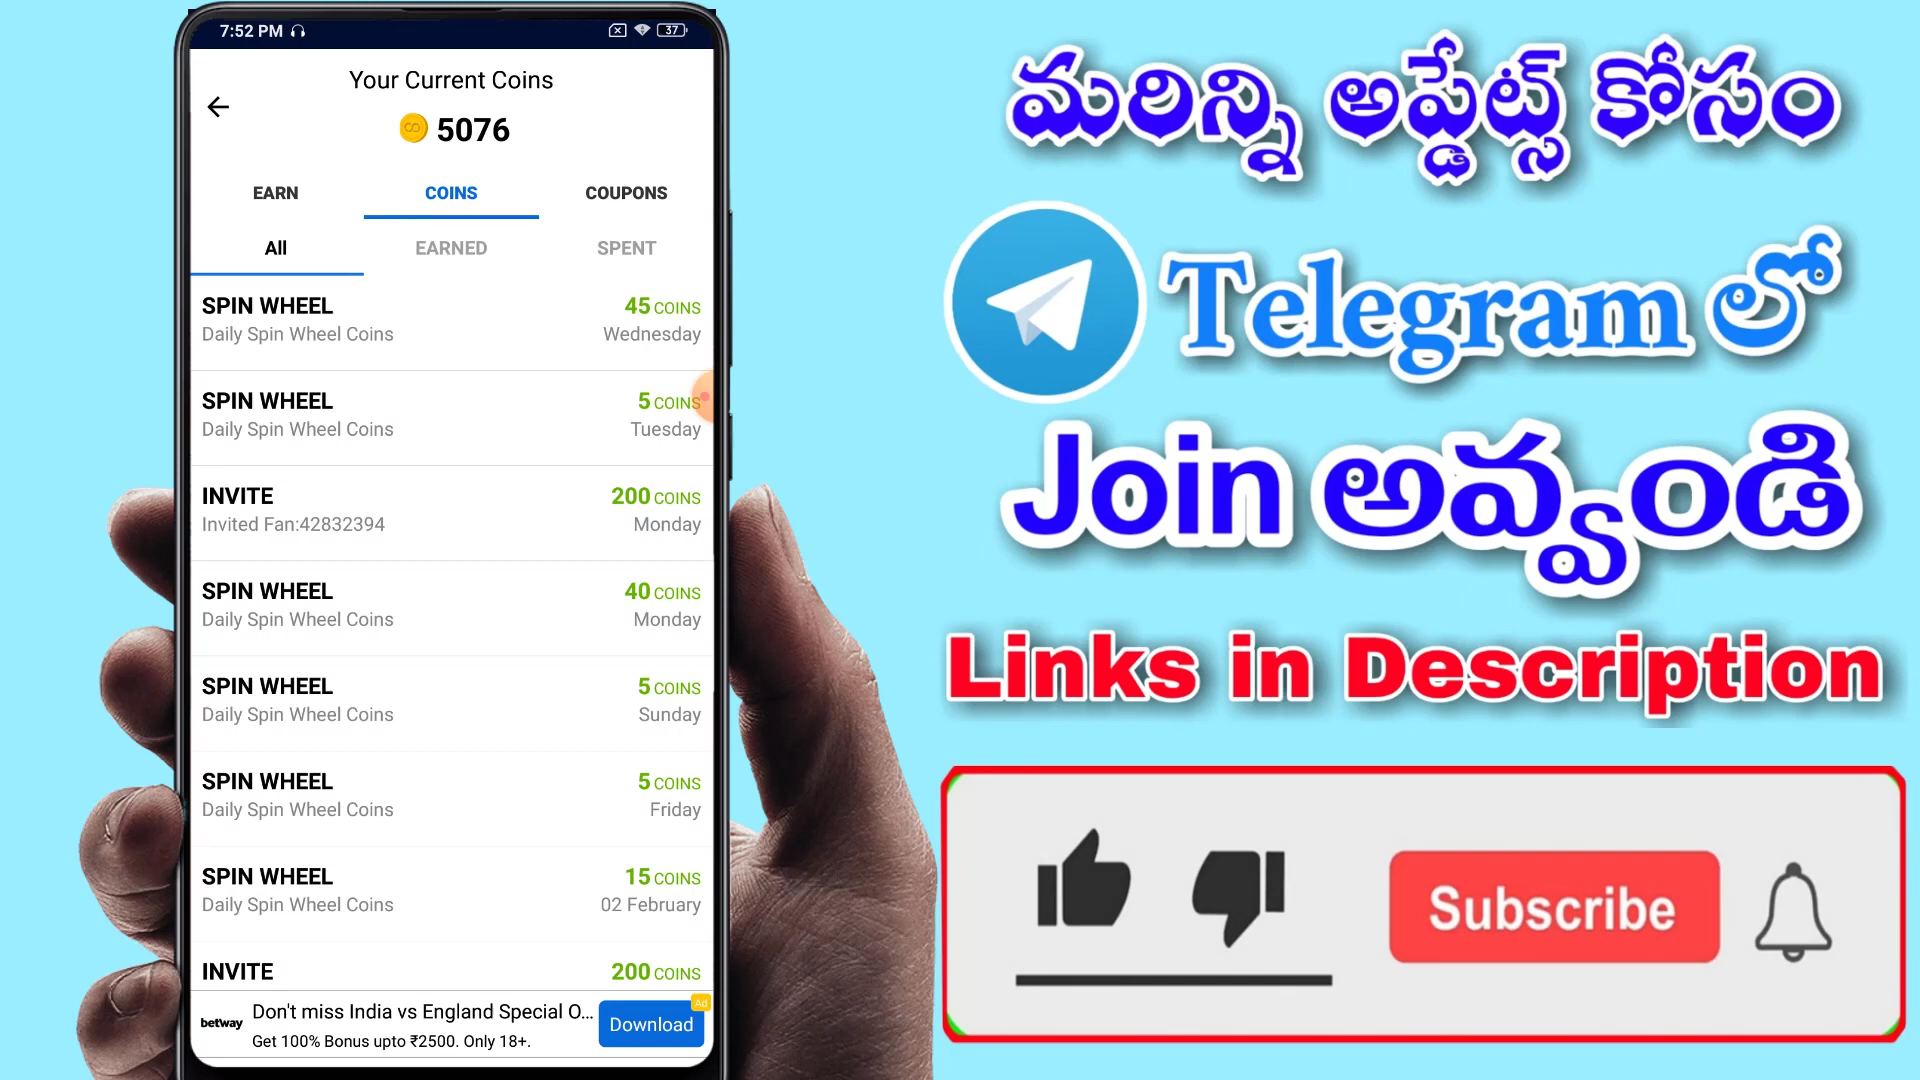 7:52 PM
37
Your Current Coins
5076
EARN COINS COUPONS
All EARNED SPENT
SPIN WHEEL 45 COINS
Daily Spin Wheel Coins Wednesday
SPIN WHEEL 5 COINS
Daily Spin Wheel Coins Tuesday
INVITE 200 COINS
Invited Fan:42832394 Monday
SPIN WHEEL 40 COINS
Daily Spin Wheel Coins Monday
SPIN WHEEL 5 COINS
Daily Spin Wheel Coins Sunday
SPIN WHEEL 5 COINS
Daily Spin Wheel Coins Friday
SPIN WHEEL 15 COINS
Daily Spin Wheel Coins 02 February
INVITE 200 COINS
betway
Don't miss India vs England Special O...
Get 100% Bonus upto ₹2500. Only 18+.
Download
Ad
మరిన్ని అప్డేట్స్ కోసం
Telegram లో
Join అవ్వండి
Links in Description
Subscribe